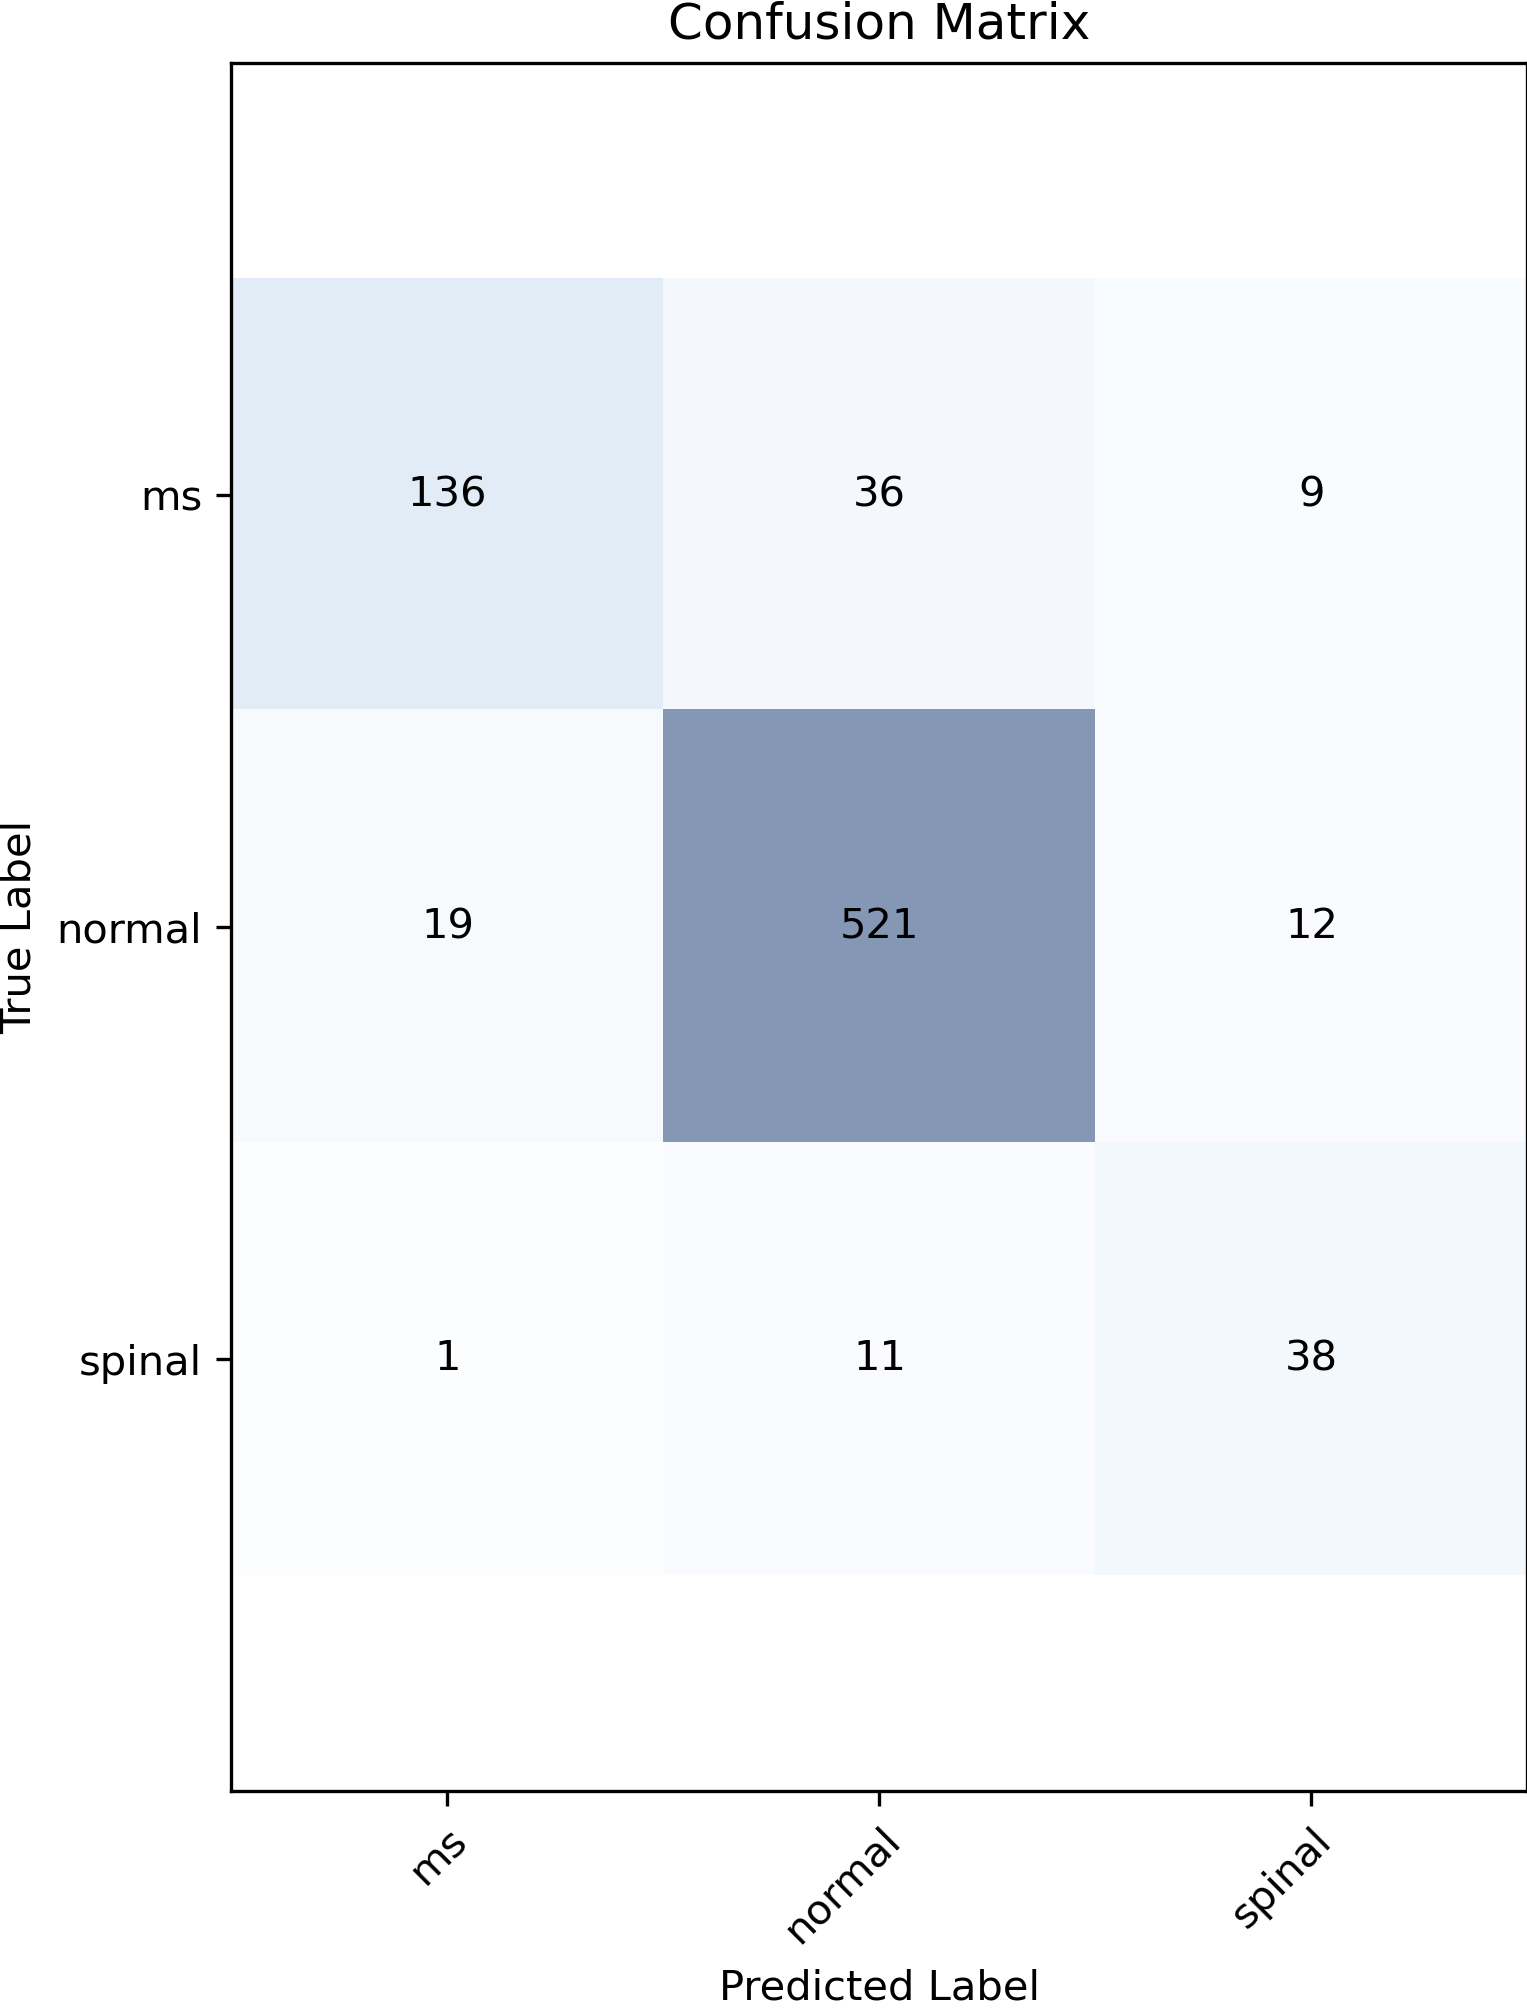 Confusion Matrix
True Label
ms
136 36 9
normal
19 521 12
spinal
1 11 38
ms normal spinal
Predicted Label